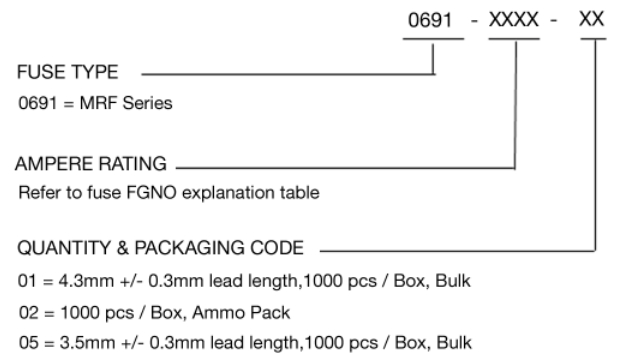 0691 - XXXX - XX
FUSE TYPE
0691 = MRF Series
AMPERE RATING
Refer to fuse FGNO explanation table
QUANTITY & PACKAGING CODE
01 = 4.3mm +/- 0.3mm lead length,1000 pcs / Box, Bulk
02 = 1000 pcs / Box, Ammo Pack
05 = 3.5mm +/- 0.3mm lead length,1000 pcs / Box, Bulk